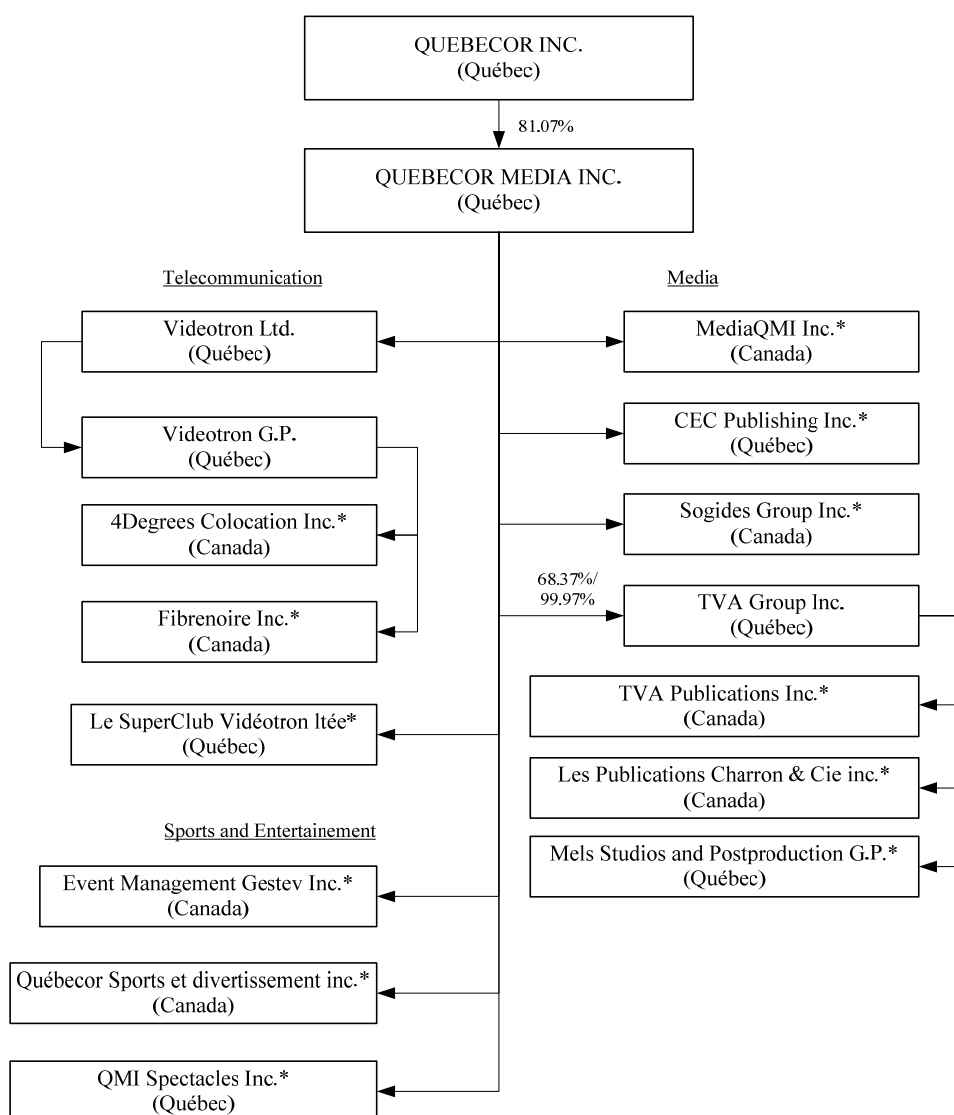 QUEBECOR INC.
(Québec)
81.07%
QUEBECOR MEDIA INC.
(Québec)
Telecommunication
Videotron Ltd.
(Québec)
Videotron G.P.
(Québec)
4Degrees Colocation Inc.*
(Canada)
Fibrenoire Inc.*
(Canada)
Le SuperClub Vidéotron ltée*
(Québec)
Sports and Entertainement
Event Management Gestev Inc.*
(Canada)
Québecor Sports et divertissement inc.*
(Canada)
QMI Spectacles Inc.*
(Québec)
Media
MediaQMI Inc.*
(Canada)
CEC Publishing Inc.*
(Québec)
Sogides Group Inc.*
(Canada)
68.37%/
99.97%
TVA Group Inc.
(Québec)
TVA Publications Inc.*
(Canada)
Les Publications Charron & Cie inc.*
(Canada)
Mels Studios and Postproduction G.P.*
(Québec)